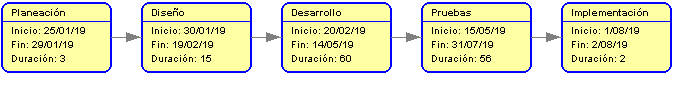 Planeación
Inicio: 25/01/19
Fin: 29/01/19
Duración: 3
Diseño
Inicio: 30/01/19
Fin: 19/02/19
Duración: 15
Desarrollo
Inicio: 20/02/19
Fin: 14/05/19
Duración: 60
Pruebas
Inicio: 15/05/19
Fin: 31/07/19
Duración: 56
Implementación
Inicio: 1/08/19
Fin: 2/08/19
Duración: 2